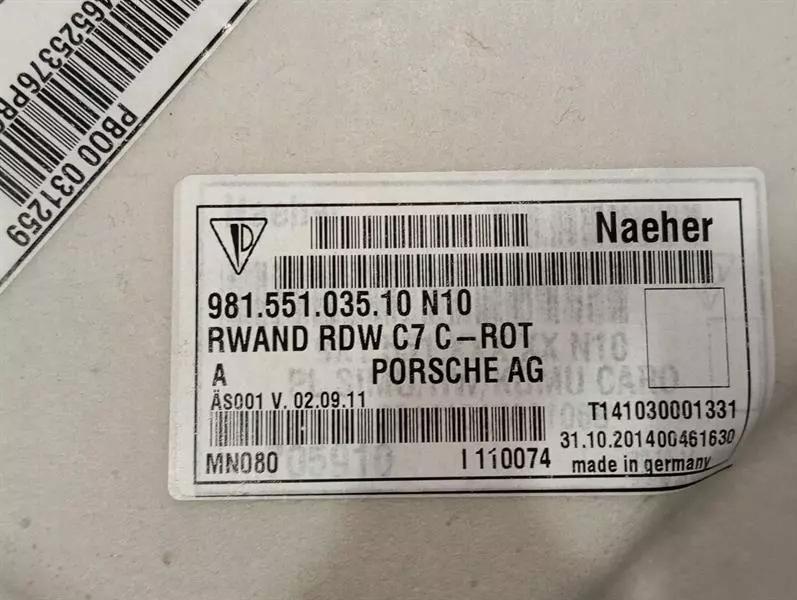 46525376PB0
PB00 031259
Naeher
981.551.035.10 N10
RWAND RDW C7 C-ROT
A PORSCHE AG
ÄS001 V. 02.09.11
T141030001331
31.10.201400461630
MN080 I 110074 made in germany